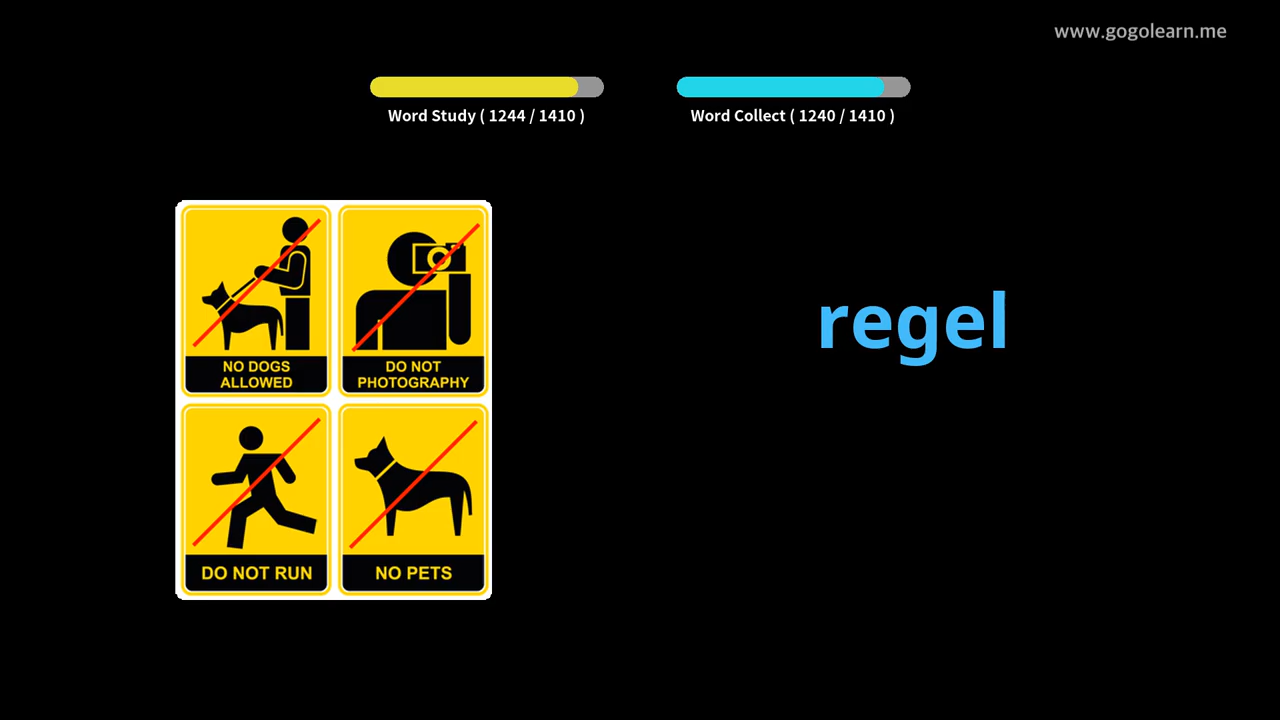 www.gogolearn.me
Word Study ( 1244 / 1410 )
Word Collect ( 1240 / 1410 )
NO DOGS
ALLOWED
DO NOT
PHOTOGRAPHY
regel
DO NOT RUN
NO PETS